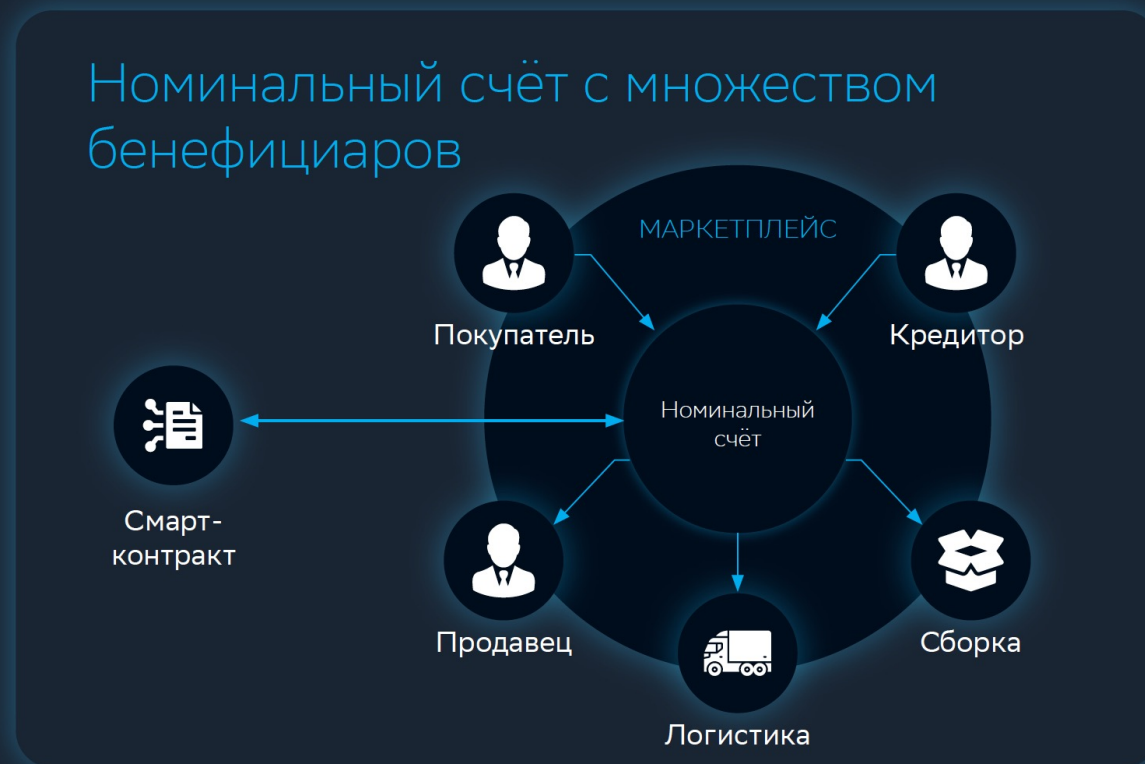 Номинальный счёт с множеством
бенефициаров
МАРКЕТПЛЕЙС
Покупатель
Кредитор
Номинальный
счёт
Смарт-
контракт
Продавец
Сборка
Логистика